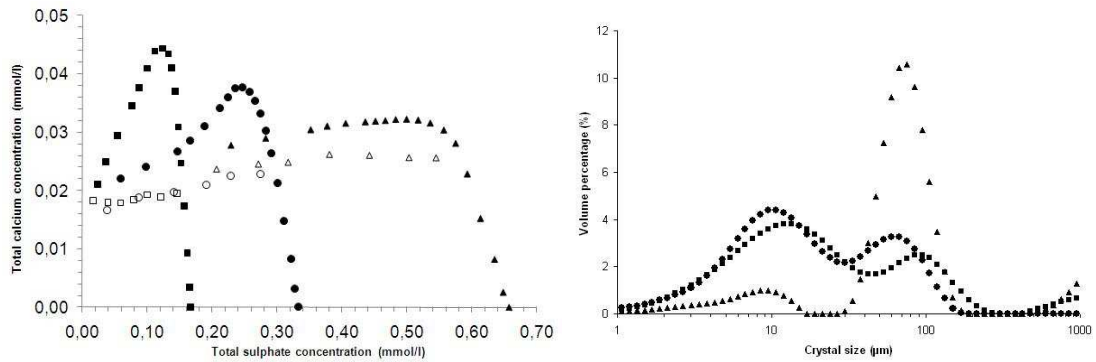 0,05
0,04
0,03
0,02
0,01
0,00
Total calcium concentration (mmol/l)
0,00 0,10 0,20 0,30 0,40 0,50 0,60 0,70
Total sulphate concentration (mmol/l)
12
10
8
6
4
2
0
Volume percentage (%)
1 10 100 1000
Crystal size (µm)